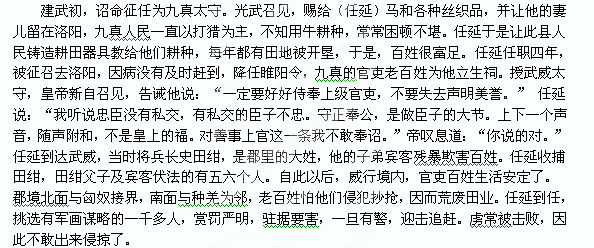 建武初，诏命征任为九真太守。光武召见，赐给（任延）马和各种丝织品，并让他的妻
儿留在洛阳，九真人民一直以打猎为主，不知用牛耕种，常常困顿不堪。任延于是让此县人
民铸造耕田器具教给他们耕种，每年都有田地被开垦，于是，百姓很富足。任延任职四年，
被征召去洛阳，因病没有及时赶到，降任睢阳令，九真的官吏老百姓为他立生祠。授武威太
守，皇帝新自召见，告诫他说：“一定要好好侍奉上级官吏，不要失去声明美誉。” 任延
说：“我听说忠臣没有私交，有私交的臣子不忠。守正奉公，是做臣子的大节。上下一个声
音，随声附和，不是皇上的福。对善事上官这一条我不敢奉诏。”帝叹息道：“你说的对。”
任延到达武威，当时将兵长史田绀，是郡里的大姓，他的子弟宾客残暴欺害百姓。任延收捕
田绀，田绀父子及宾客伏法的有五六个人。自此以后，威行境内，官吏百姓生活安定了。
郡境北面与匈奴接界，南面与种羌为邻，老百姓怕他们侵犯抄抢，因而荒废田业。任延到任，
挑选有军画谋略的一千多人，赏罚严明，驻据要害，一旦有警，迎击追赶。虏常被击败，因
此不敢出来侵掠了。